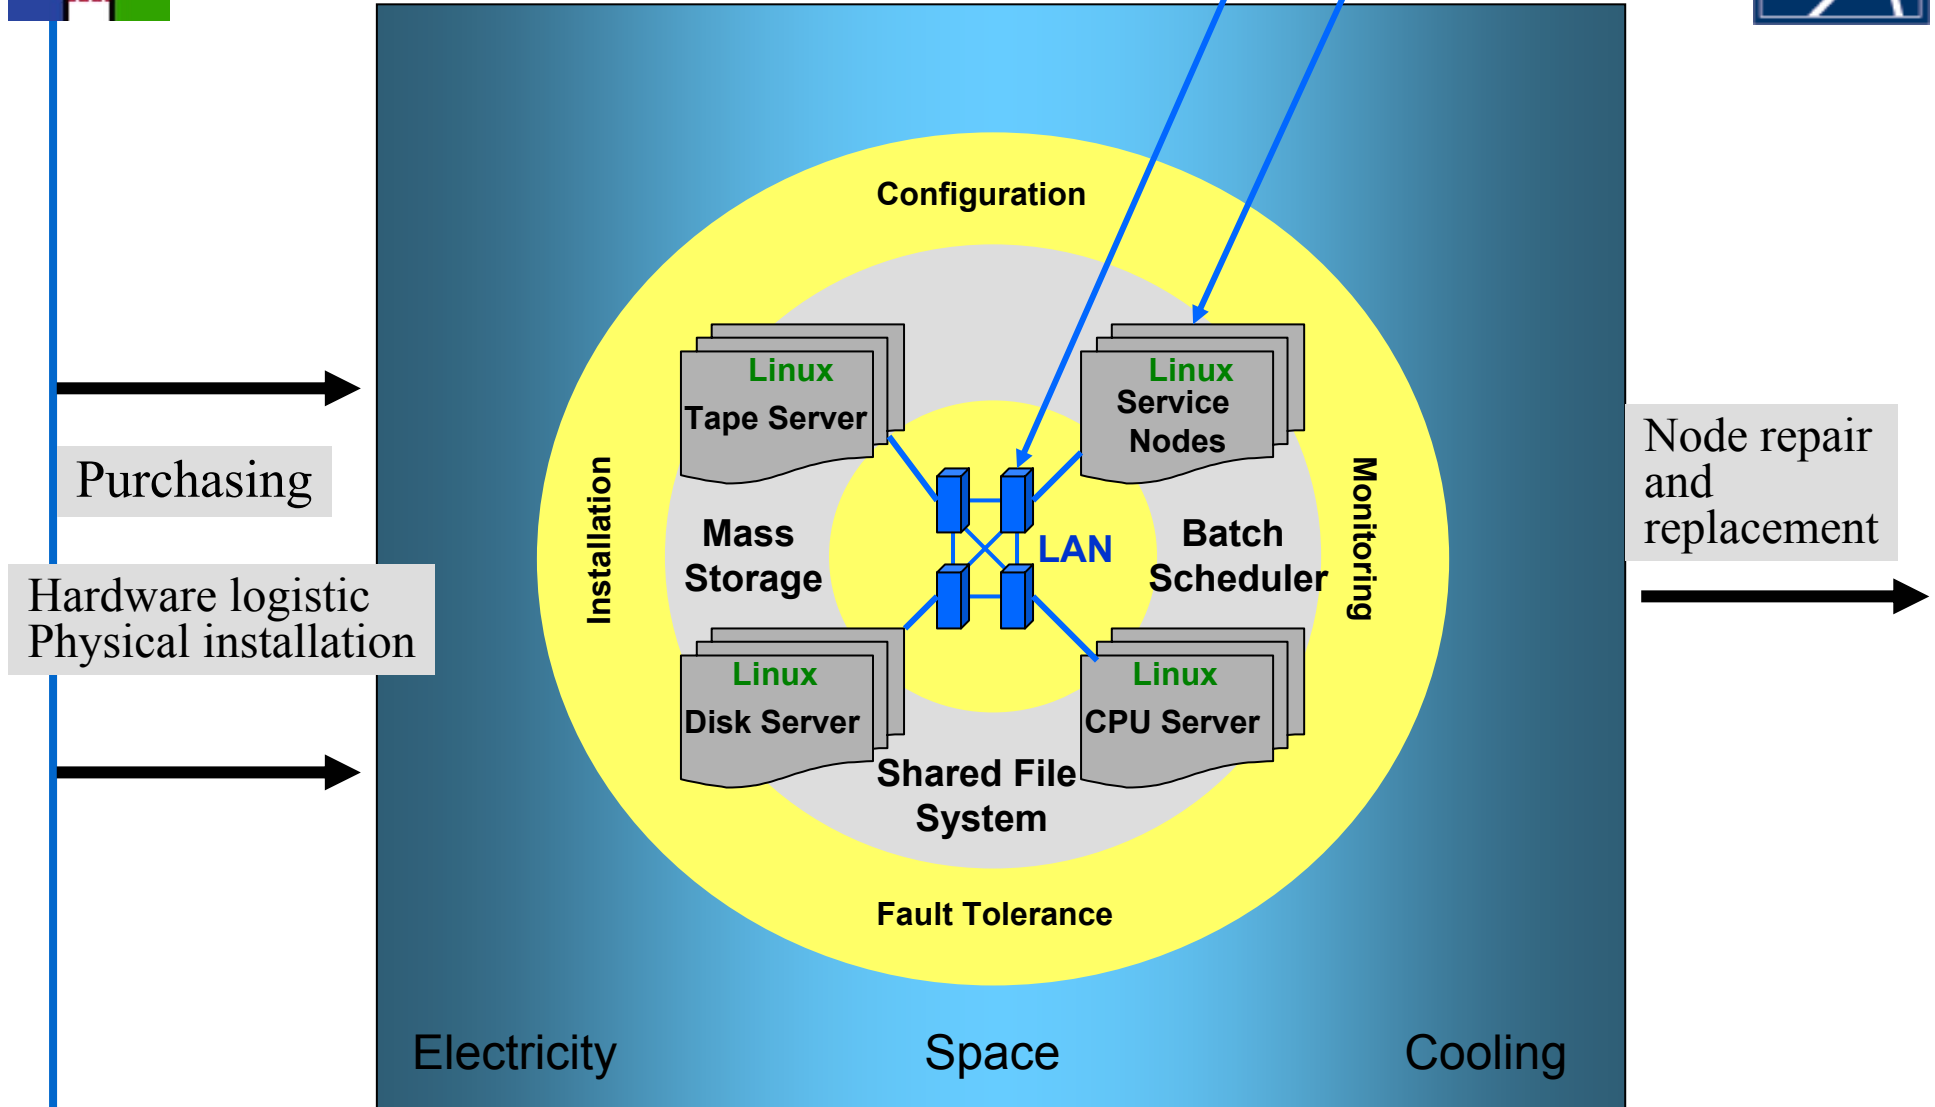 Configuration
Linux
Tape Server
Linux
Service
Nodes
Purchasing
Installation
Mass
Storage
LAN
Batch
Scheduler
Monitoring
Node repair
and
replacement
Hardware logistic
Physical installation
Linux
Disk Server
Linux
CPU Server
Shared File
System
Fault Tolerance
Electricity
Space
Cooling